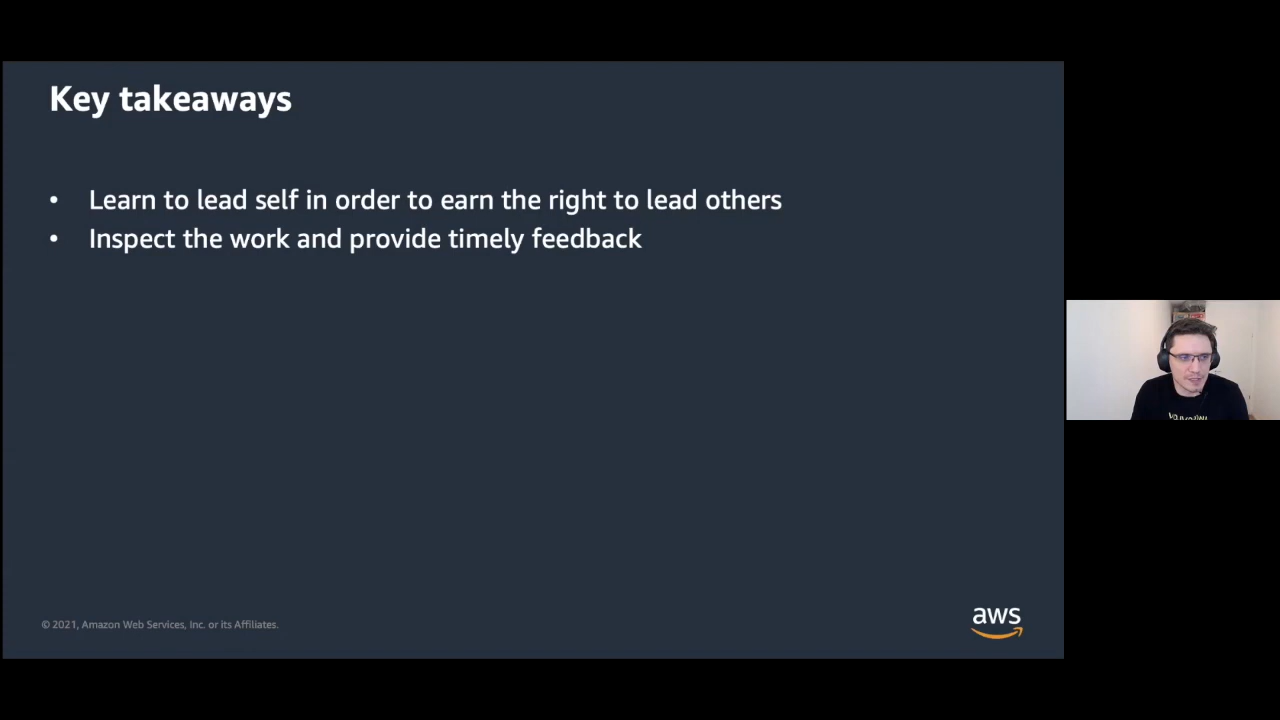 Key takeaways
• Learn to lead self in order to earn the right to lead others
• Inspect the work and provide timely feedback
© 2021, Amazon Web Services, Inc. or its Affiliates.
aws